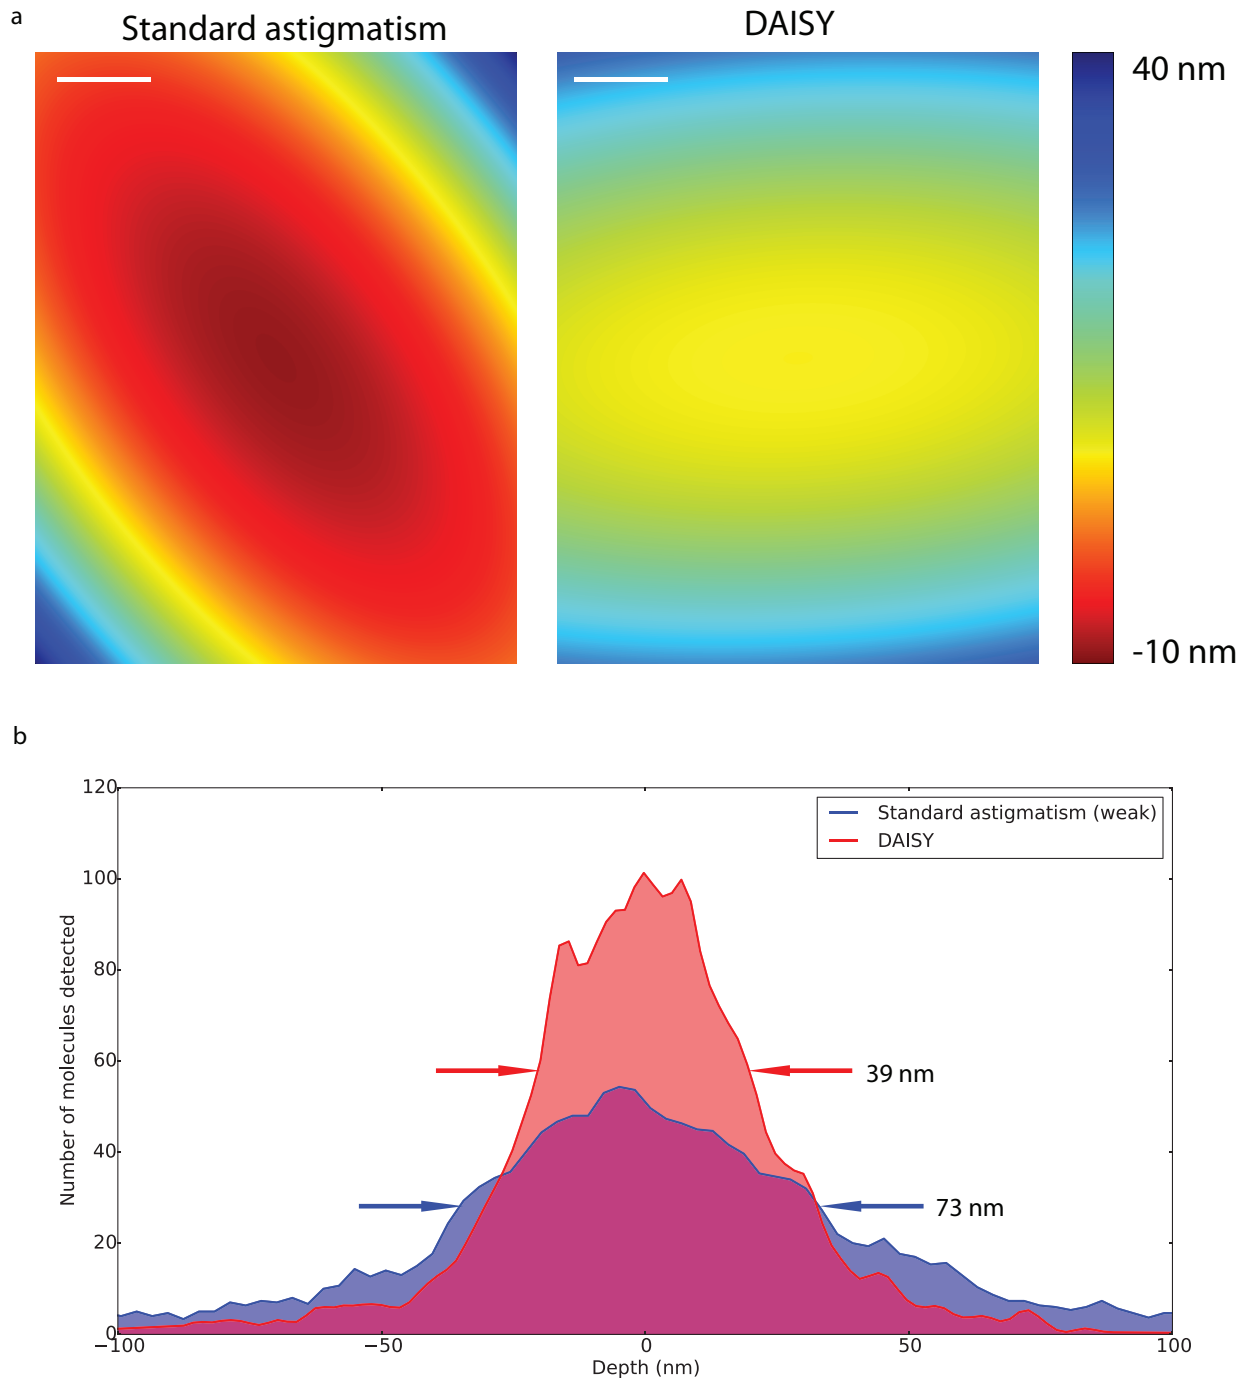 a
Standard astigmatism
DAISY
40 nm
-10 nm
b
120
100
80
60
40
20
0
Number of molecules detected
Standard astigmatism (weak)
DAISY
39 nm
73 nm
−100
−50
0
50
100
Depth (nm)